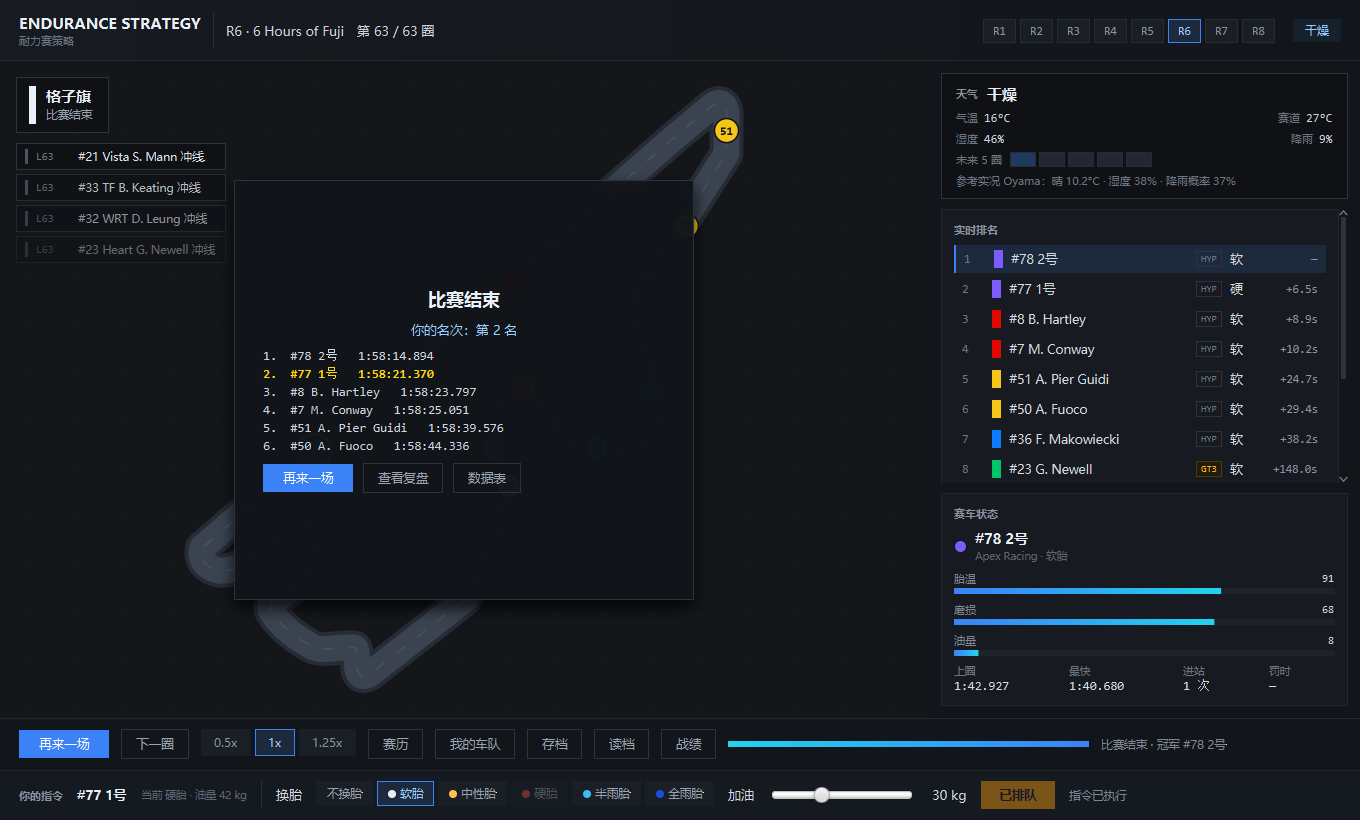 ENDURANCE STRATEGY
耐力赛策略
R6 · 6 Hours of Fuji 第 63 / 63 圈
R1 R2 R3 R4 R5 R6 R7 R8 干燥
格子旗
比赛结束
L63 #21 Vista S. Mann 冲线
L63 #33 TF B. Keating 冲线
L63 #32 WRT D. Leung 冲线
L63 #23 Heart G. Newell 冲线
51
比赛结束
你的名次：第 2 名
1. #78 2号 1:58:14.894
2. #77 1号 1:58:21.370
3. #8 B. Hartley 1:58:23.797
4. #7 M. Conway 1:58:25.051
5. #51 A. Pier Guidi 1:58:39.576
6. #50 A. Fuoco 1:58:44.336
再来一场 查看复盘 数据表
天气 干燥
气温 16°C 赛道 27°C
湿度 46% 降雨 9%
未来 5 圈
参考实况 Oyama：晴 10.2°C · 湿度 38% · 降雨概率 37%
实时排名
1 #78 2号 HYP 软 —
2 #77 1号 HYP 硬 +6.5s
3 #8 B. Hartley HYP 软 +8.9s
4 #7 M. Conway HYP 软 +10.2s
5 #51 A. Pier Guidi HYP 软 +24.7s
6 #50 A. Fuoco HYP 软 +29.4s
7 #36 F. Makowiecki HYP 软 +38.2s
8 #23 G. Newell GT3 软 +148.0s
赛车状态
#78 2号
Apex Racing · 软胎
胎温 91
磨损 68
油量 8
上圈 最快 进站 罚时
1:42.927 1:40.680 1 次 —
再来一场 下一圈 0.5x 1x 1.25x 赛历 我的车队 存档 读档 战绩 比赛结束 · 冠军 #78 2号
你的指令 #77 1号 当前 硬胎 · 油量 42 kg 换胎 不换胎 软胎 中性胎 硬胎 半雨胎 全雨胎 加油 30 kg 已排队 指令已执行